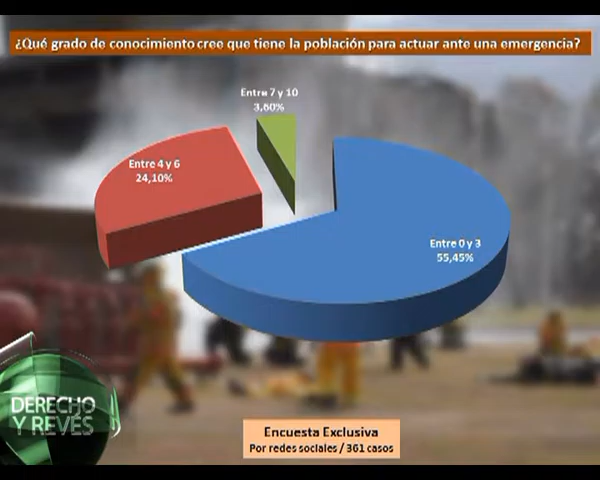 ¿Qué grado de conocimiento cree que tiene la población para actuar ante una emergencia?
Entre 7 y 10
3,60%
Entre 4 y 6
24,10%
Entre 0 y 3
55,45%
DERECHO
Y REVÉS
Encuesta Exclusiva
Por redes sociales / 361 casos